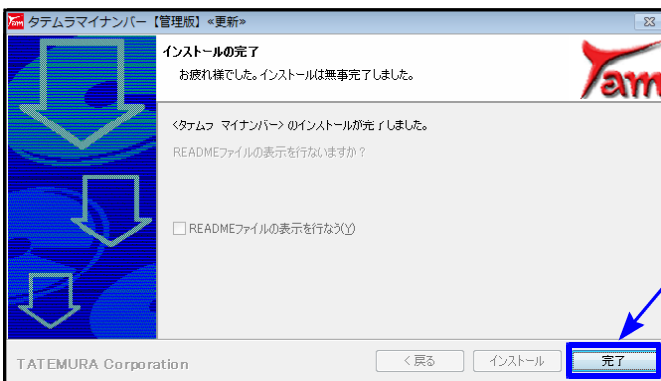 タテムラマイナンバー【管理版】 «更新»
インストールの完了
お疲れ様でした。インストールは無事完了しました。
Tam
<タテムラ マイナンバー> のインストールが完了しました。
READMEファイルの表示を行ないますか?
READMEファイルの表示を行なう(Y)
TATEMURA Corporation
< 戻る
インストール
完了